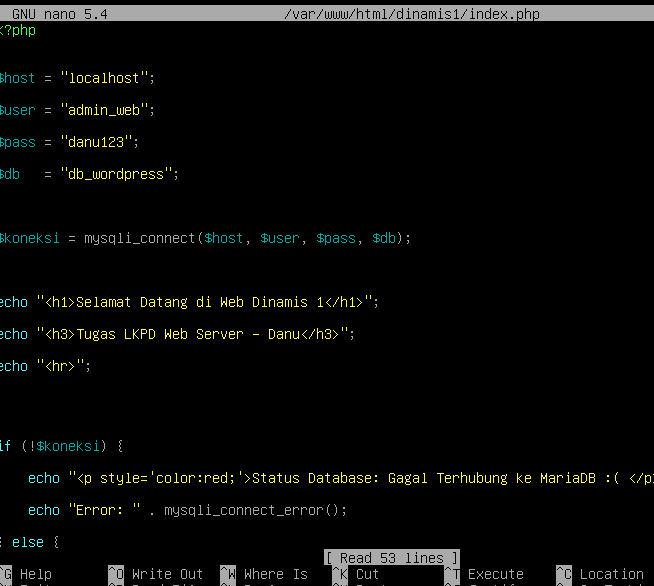 GNU nano 5.4 /var/www/html/dinamis1/index.php
<?php
$host = "localhost";
$user = "admin_web";
$pass = "danu123";
$db = "db_wordpress";
$koneksi = mysqli_connect($host, $user, $pass, $db);
echo "<h1>Selamat Datang di Web Dinamis 1</h1>";
echo "<h3>Tugas LKPD Web Server - Danu</h3>";
echo "<hr>";
if (!$koneksi) {
echo "<p style='color:red;'>Status Database: Gagal Terhubung ke MariaDB :( </p
echo "Error: " . mysqli_connect_error();
} else {
[ Read 53 lines ]
^G Help ^O Write Out ^W Where Is ^K Cut ^T Execute ^C Location